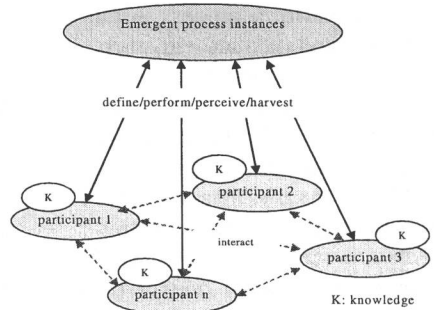 Emergent process instances
define/perform/perceive/harvest
K
participant 2
K
participant 1
interact
K
participant 3
K
participant n
K: knowledge